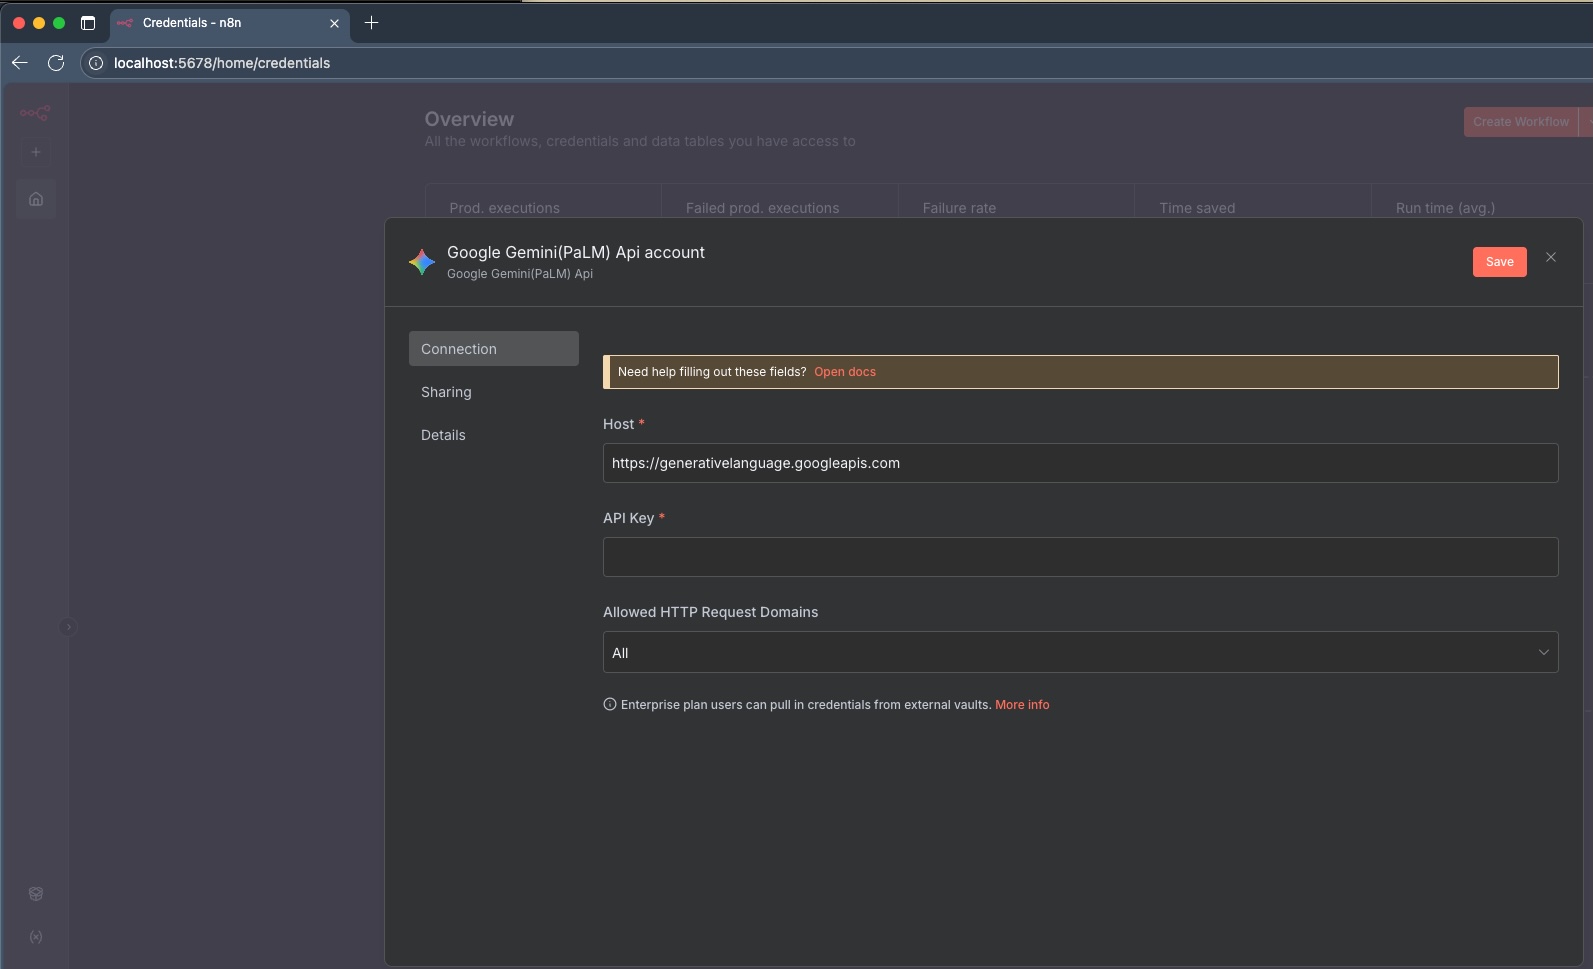 Credentials - n8n
localhost:5678/home/credentials
Overview
All the workflows, credentials and data tables you have access to
Create Workflow
Prod. executions
Failed prod. executions
Failure rate
Time saved
Run time (avg.)
Google Gemini(PaLM) Api account
Google Gemini(PaLM) Api
Save
Connection
Sharing
Details
Need help filling out these fields? Open docs
Host *
https://generativelanguage.googleapis.com
API Key *
Allowed HTTP Request Domains
All
Enterprise plan users can pull in credentials from external vaults. More info